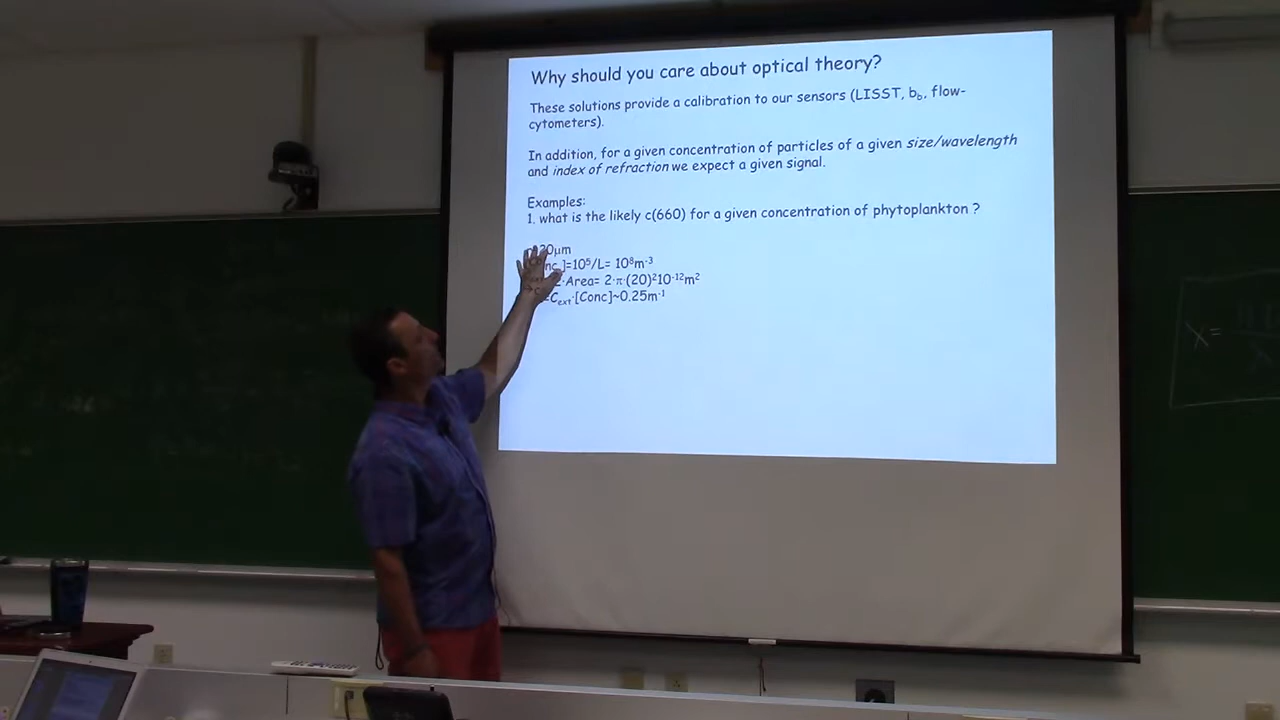 Why should you care about optical theory?
These solutions provide a calibration to our sensors (LISST, b_b, flow-
cytometers).
In addition, for a given concentration of particles of a given size/wavelength
and index of refraction we expect a given signal.
Examples:
1. what is the likely c(660) for a given concentration of phytoplankton ?
20μm
]=10⁵/L= 10⁸m⁻³
2·Area= 2·π·(20)²10⁻¹²m²
=C_ext·[Conc]~0.25m⁻¹
X=